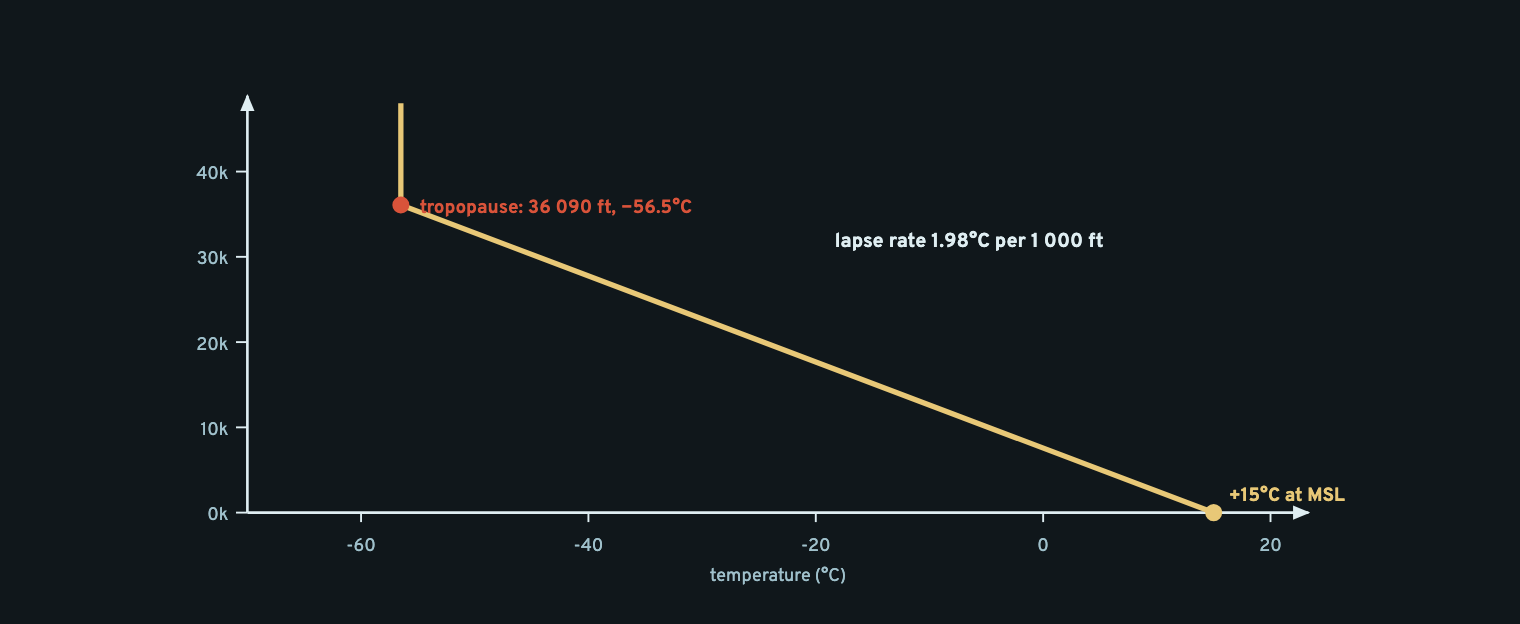 40k
tropopause: 36 090 ft, −56.5°C
lapse rate 1.98°C per 1 000 ft
30k
20k
10k
+15°C at MSL
0k
-60
-40
-20
0
20
temperature (°C)